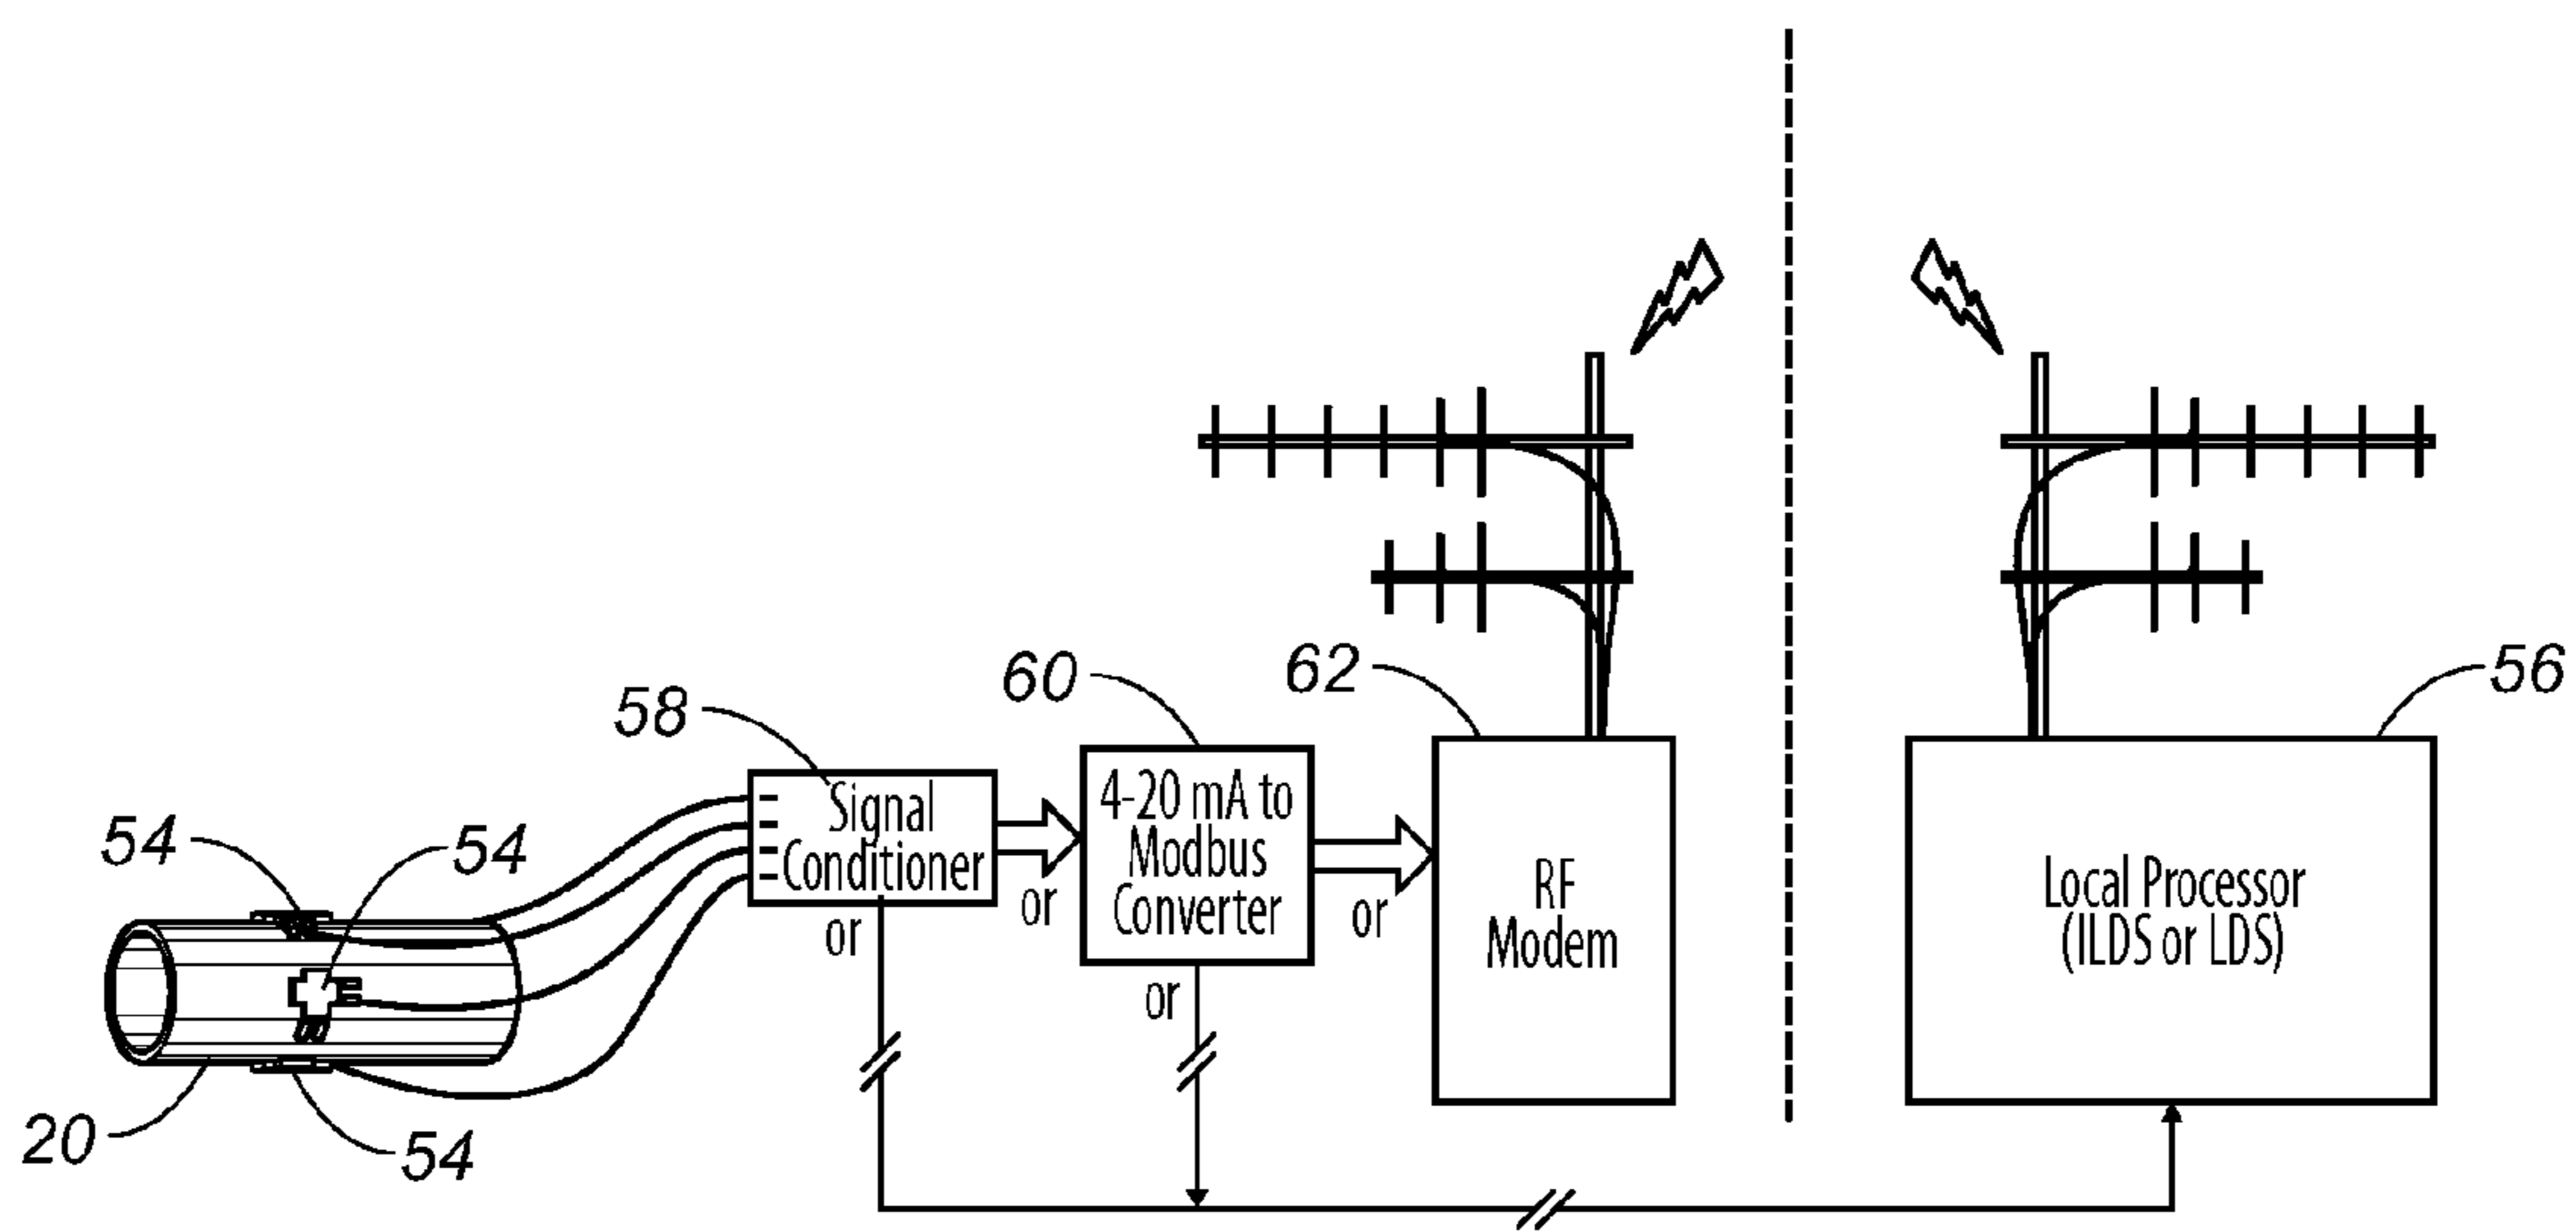 56
62
60
58
4-20 mA to
Modbus
Converter
Signal
Conditioner
54
54
RF
Modem
Local Processor
(ILDS or LDS)
or
or
or
or
20
54